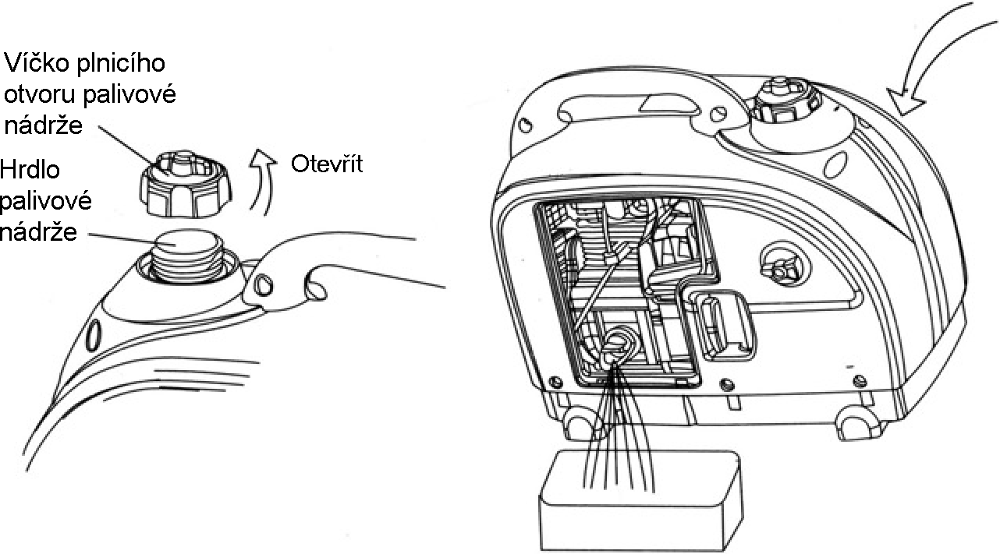 Víčko plnicího
otvoru palivové
nádrže
Hrdlo
palivové
nádrže
Otevřít